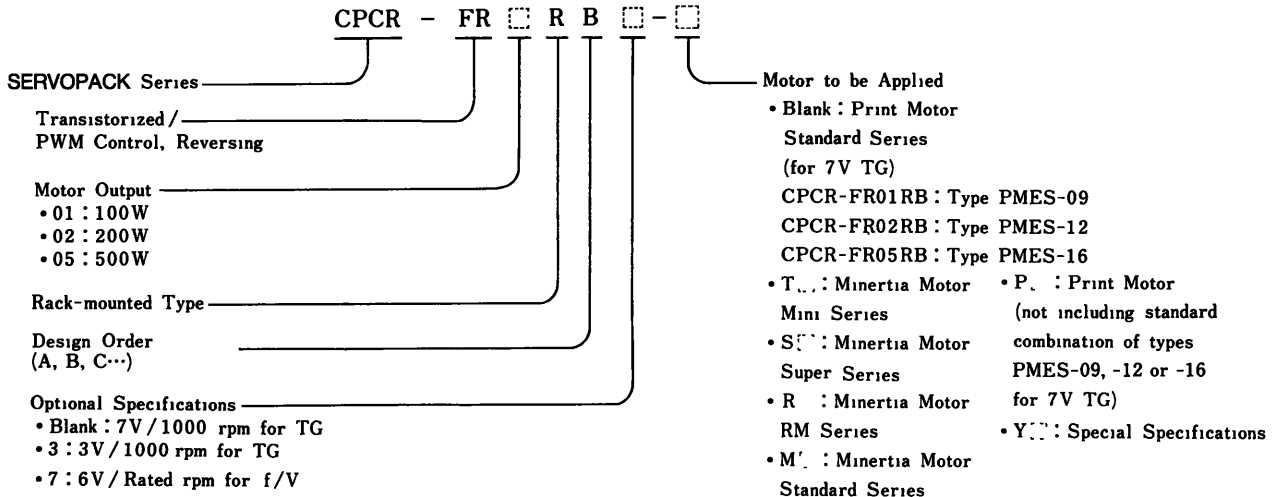 CPCR - FR R B -
SERVOPACK Series
Transistorized/
PWM Control, Reversing
Motor Output
• 01 : 100W
• 02 : 200W
• 05 : 500W
Rack-mounted Type
Design Order
(A, B, C⋯)
Optional Specifications
• Blank : 7V/1000 rpm for TG
• 3 : 3V/1000 rpm for TG
• 7 : 6V/Rated rpm for f/V
Motor to be Applied
• Blank : Print Motor
Standard Series
(for 7V TG)
CPCR-FR01RB : Type PMES-09
CPCR-FR02RB : Type PMES-12
CPCR-FR05RB : Type PMES-16
• T : Minertia Motor
Mini Series
• S : Minertia Motor
Super Series
• R : Minertia Motor
RM Series
• M : Minertia Motor
Standard Series
• P : Print Motor
(not including standard
combination of types
PMES-09, -12 or -16
for 7V TG)
• Y : Special Specifications